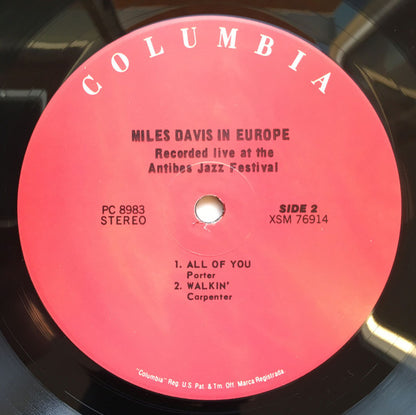 COLUMBIA
MILES DAVIS IN EUROPE
Recorded live at the
Antibes Jazz Festival
PC 8983
STEREO
SIDE 2
XSM 76914
1. ALL OF YOU
Porter
2. WALKIN'
Carpenter
"Columbia" Reg. U.S. Pat. & Tm. Off. Marca Registrada.